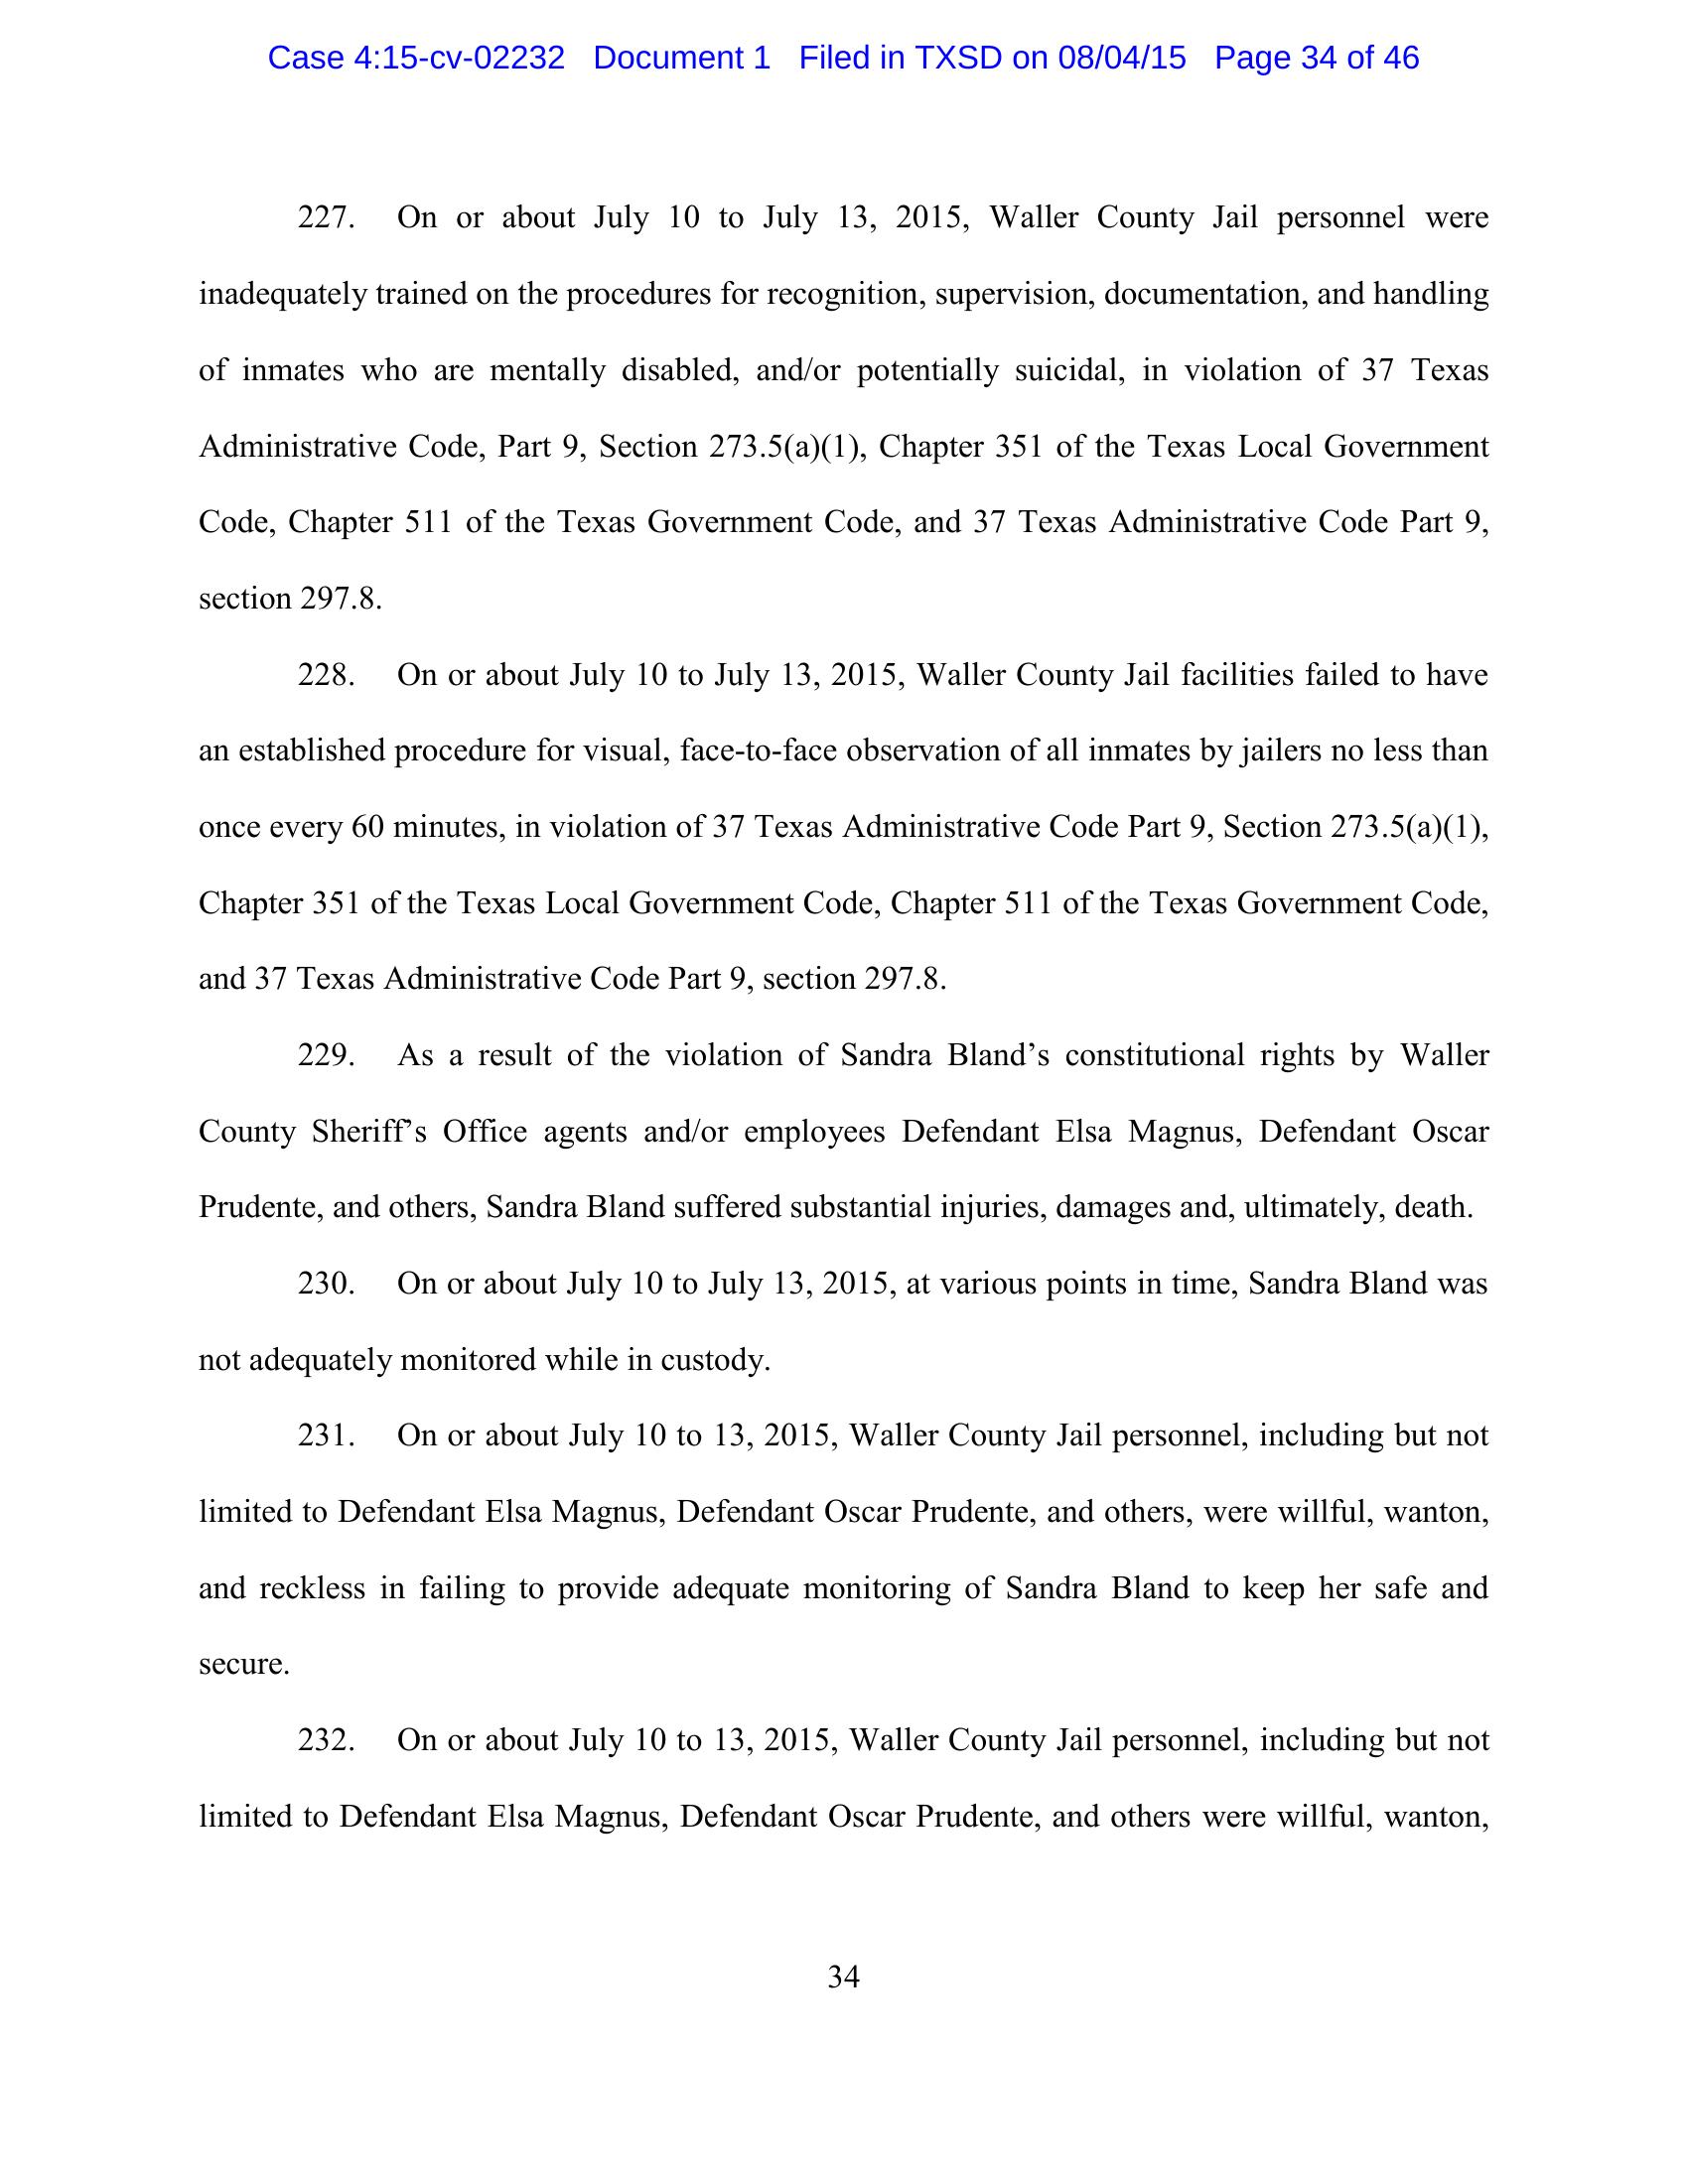 Case 4:15-cv-02232 Document 1 Filed in TXSD on 08/04/15 Page 34 of 46
227. On or about July 10 to July 13, 2015, Waller County Jail personnel were
inadequately trained on the procedures for recognition, supervision, documentation, and handling
of inmates who are mentally disabled, and/or potentially suicidal, in violation of 37 Texas
Administrative Code, Part 9, Section 273.5(a)(1), Chapter 351 of the Texas Local Government
Code, Chapter 511 of the Texas Government Code, and 37 Texas Administrative Code Part 9,
section 297.8.
228. On or about July 10 to July 13, 2015, Waller County Jail facilities failed to have
an established procedure for visual, face-to-face observation of all inmates by jailers no less than
once every 60 minutes, in violation of 37 Texas Administrative Code Part 9, Section 273.5(a)(1),
Chapter 351 of the Texas Local Government Code, Chapter 511 of the Texas Government Code,
and 37 Texas Administrative Code Part 9, section 297.8.
229. As a result of the violation of Sandra Bland’s constitutional rights by Waller
County Sheriff’s Office agents and/or employees Defendant Elsa Magnus, Defendant Oscar
Prudente, and others, Sandra Bland suffered substantial injuries, damages and, ultimately, death.
230. On or about July 10 to July 13, 2015, at various points in time, Sandra Bland was
not adequately monitored while in custody.
231. On or about July 10 to 13, 2015, Waller County Jail personnel, including but not
limited to Defendant Elsa Magnus, Defendant Oscar Prudente, and others, were willful, wanton,
and reckless in failing to provide adequate monitoring of Sandra Bland to keep her safe and
secure.
232. On or about July 10 to 13, 2015, Waller County Jail personnel, including but not
limited to Defendant Elsa Magnus, Defendant Oscar Prudente, and others were willful, wanton,
34